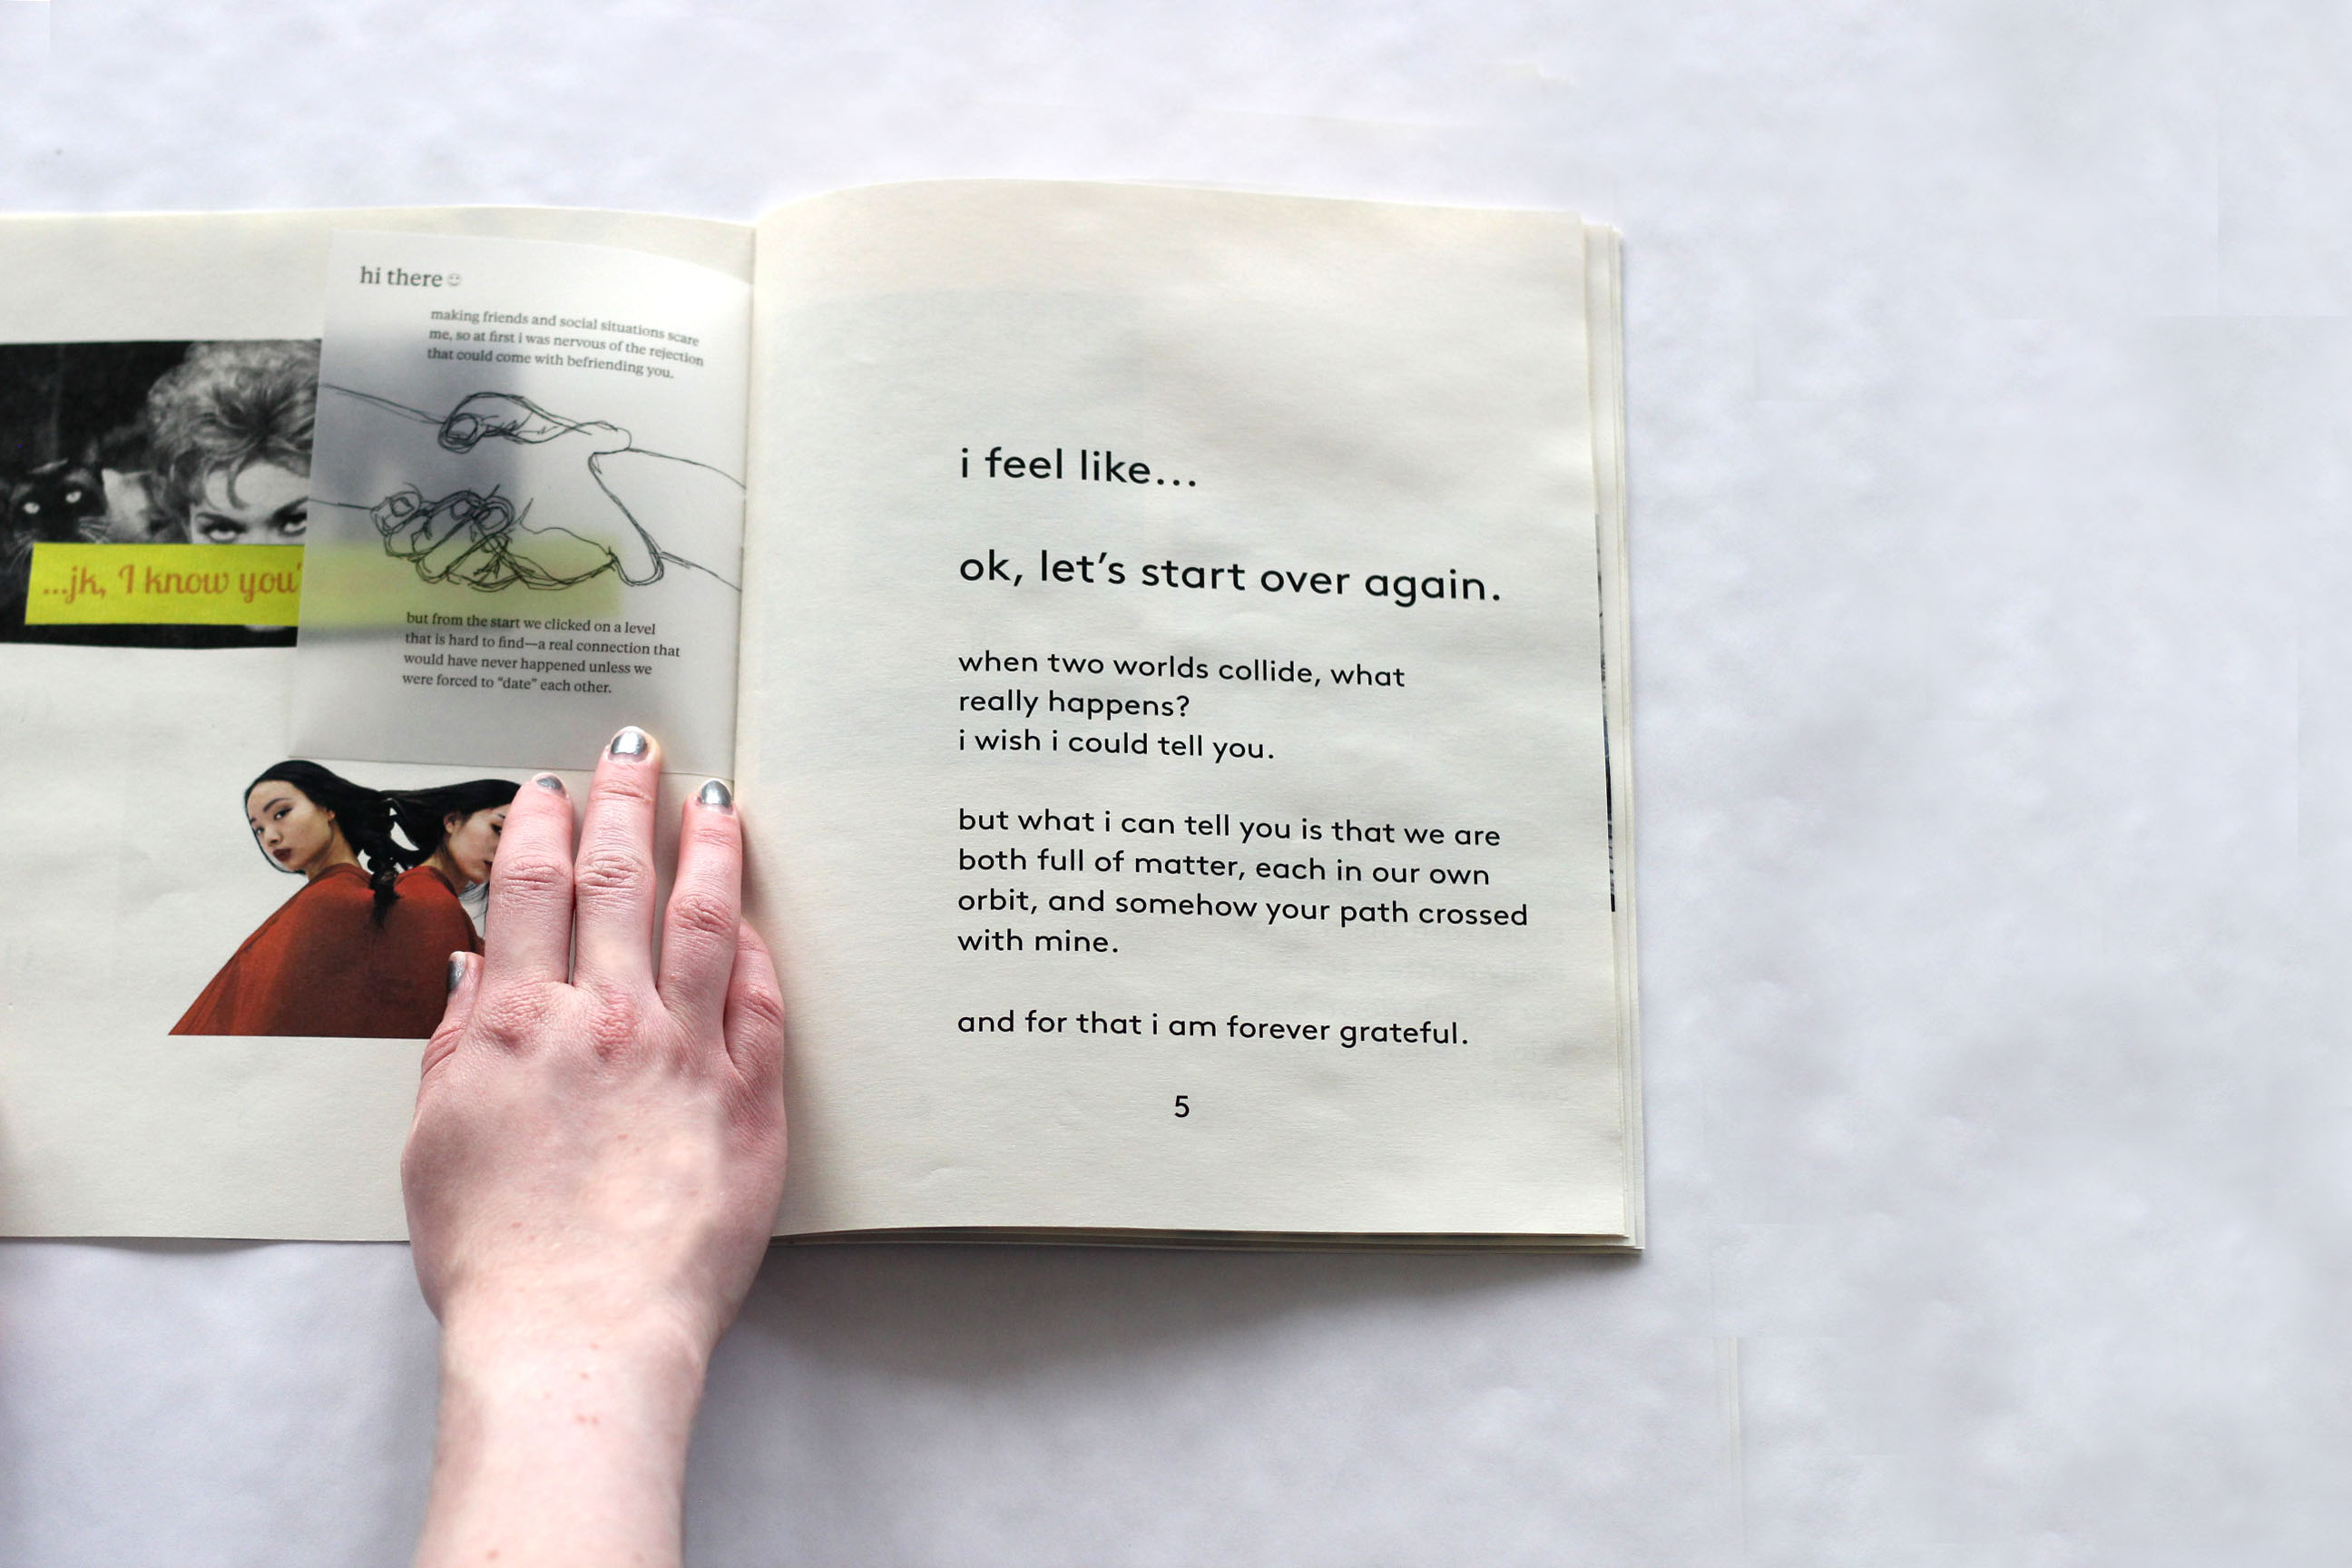 hi there☺
making friends and social situations scare
me, so at first i was nervous of the rejection
that could come with befriending you.
...jk, I know you'
but from the start we clicked on a level
that is hard to find—a real connection that
would have never happened unless we
were forced to “date” each other.
i feel like...
ok, let’s start over again.
when two worlds collide, what
really happens?
i wish i could tell you.
but what i can tell you is that we are
both full of matter, each in our own
orbit, and somehow your path crossed
with mine.
and for that i am forever grateful.
5